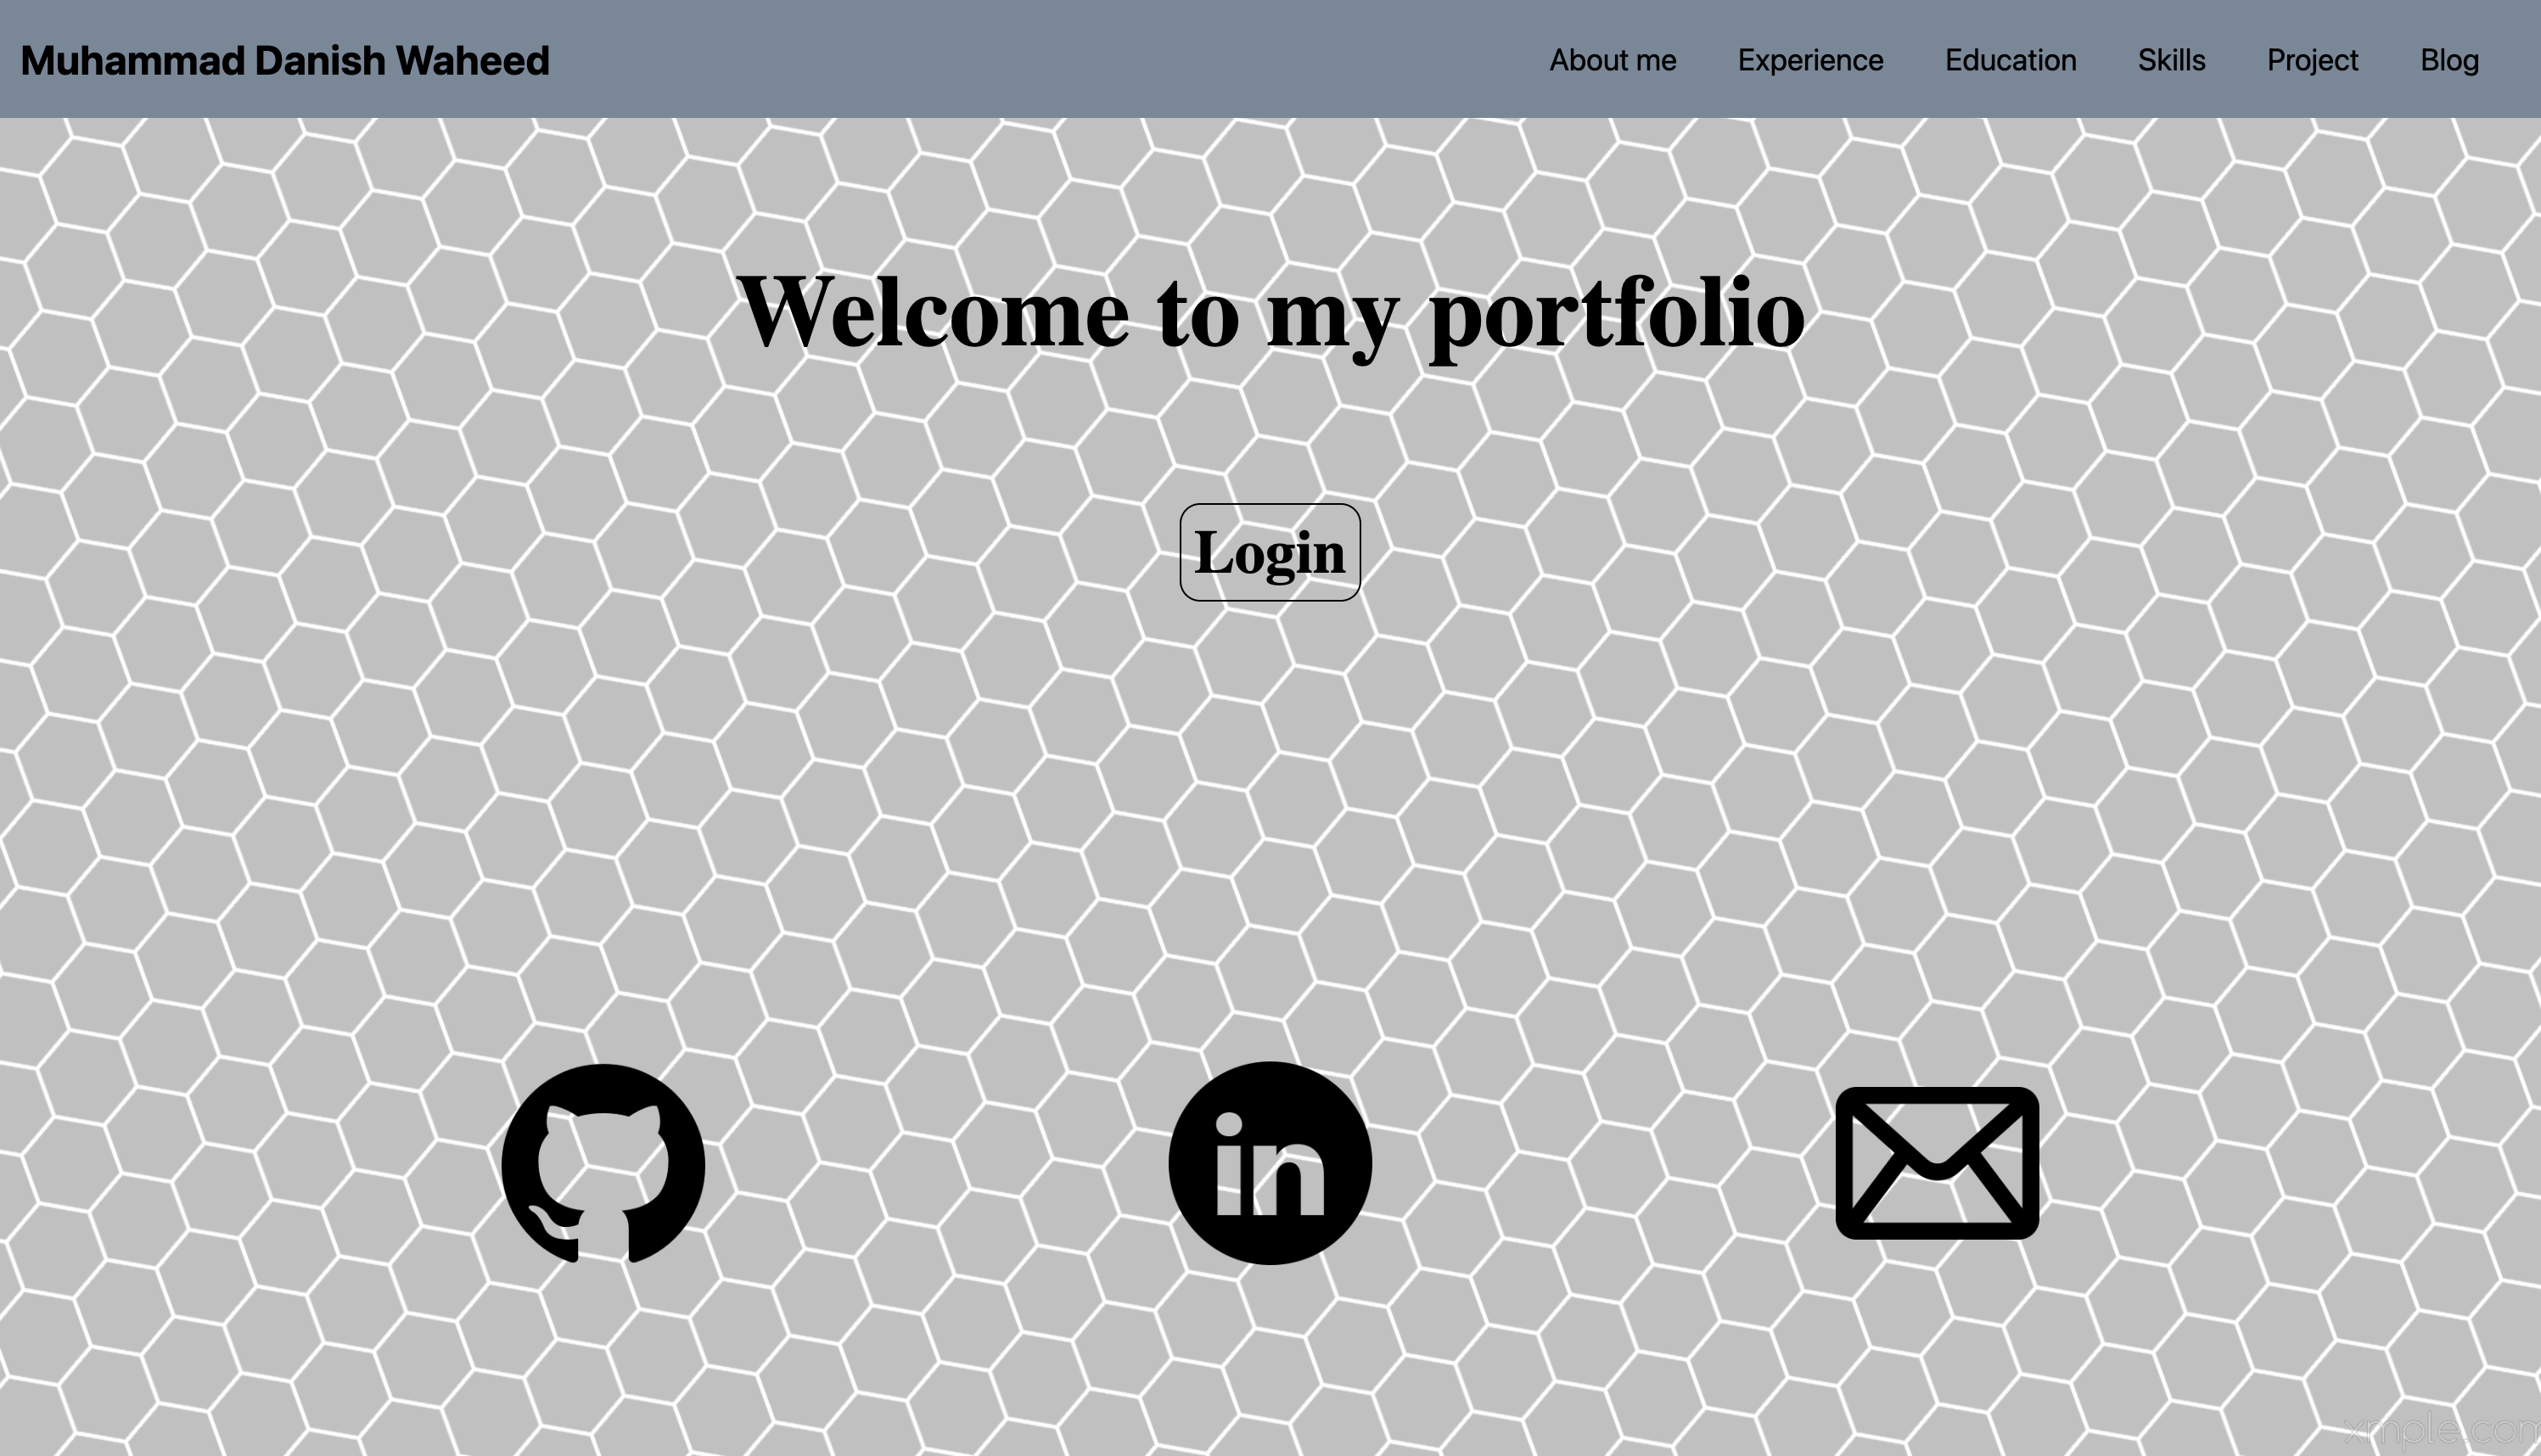 Muhammad Danish Waheed
About me Experience Education Skills Project Blog
Welcome to my portfolio
Login
in
xmple.com